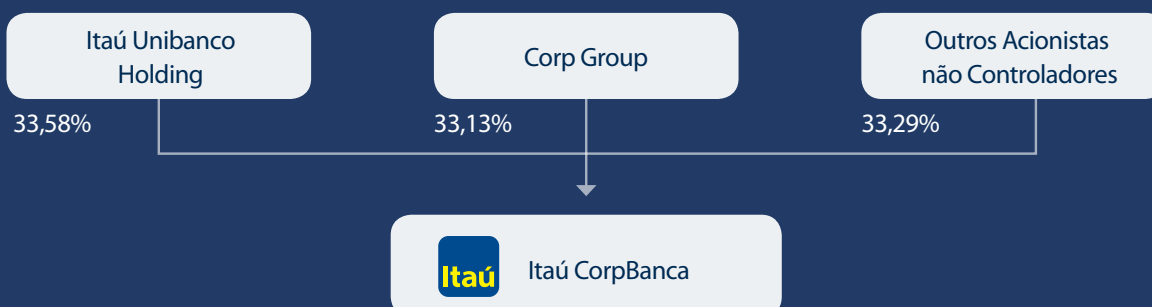 Itaú Unibanco
Holding
Corp Group
Outros Acionistas
não Controladores
33,58%
33,13%
33,29%
Itaú
Itaú CorpBanca